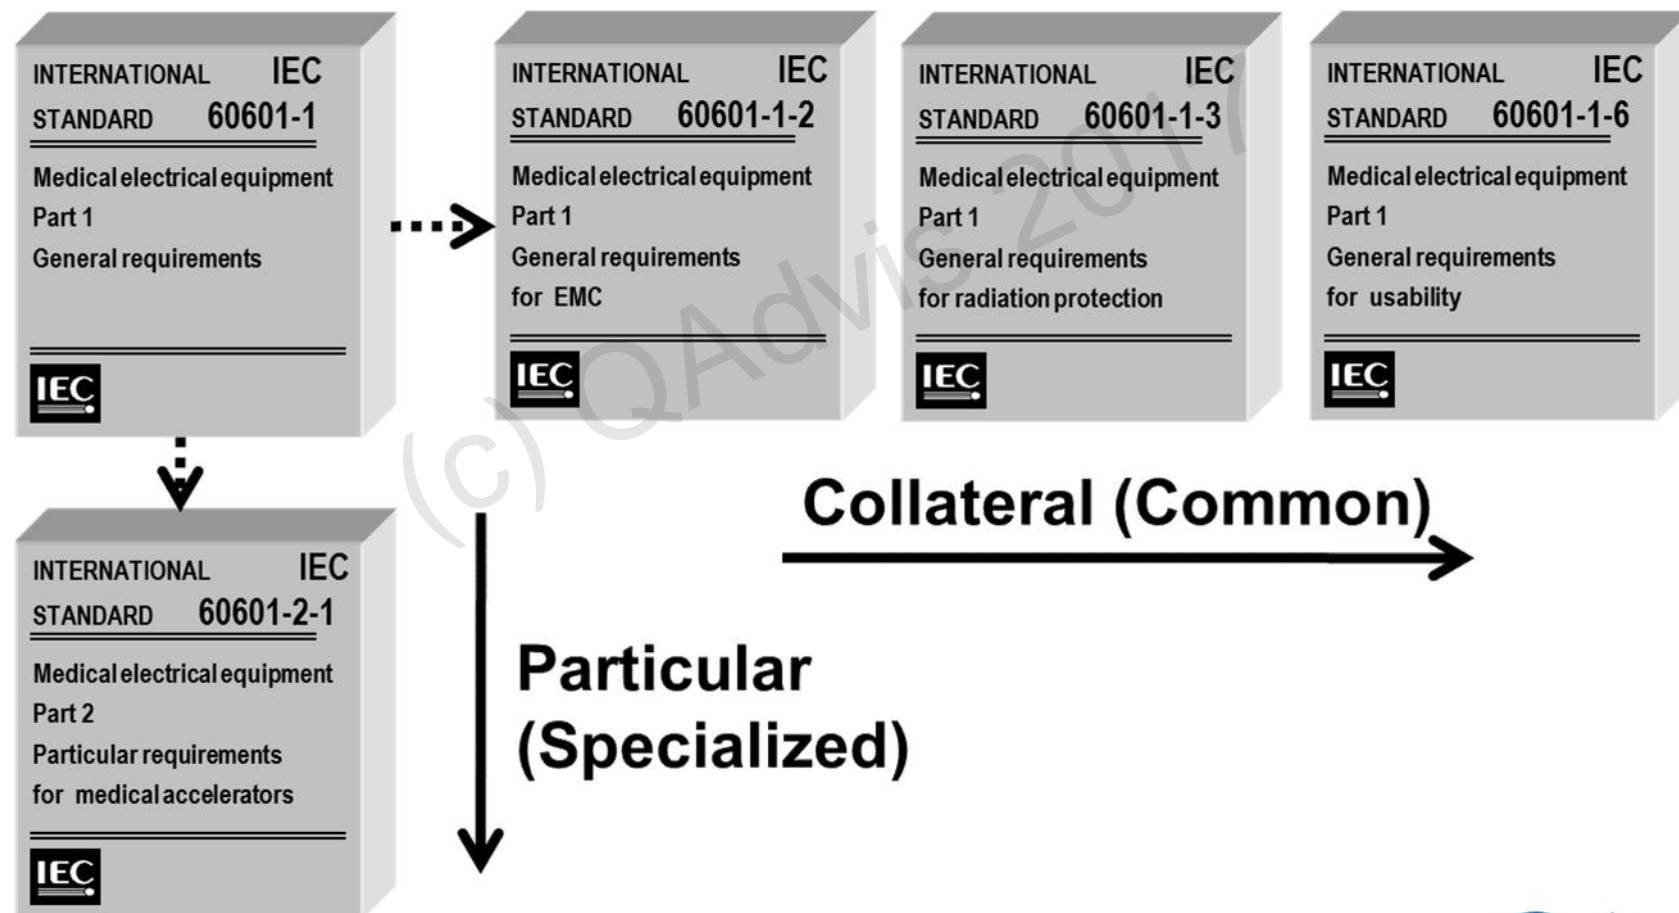 INTERNATIONAL IEC
STANDARD 60601-1
Medical electrical equipment
Part 1
General requirements
IEC
INTERNATIONAL IEC
STANDARD 60601-1-2
Medical electrical equipment
Part 1
General requirements
for EMC
IEC
INTERNATIONAL IEC
STANDARD 60601-1-3
Medical electrical equipment
Part 1
General requirements
for radiation protection
IEC
INTERNATIONAL IEC
STANDARD 60601-1-6
Medical electrical equipment
Part 1
General requirements
for usability
IEC
(c) QAdvis 2017
Collateral (Common)
INTERNATIONAL IEC
STANDARD 60601-2-1
Medical electrical equipment
Part 2
Particular requirements
for medical accelerators
IEC
Particular
(Specialized)